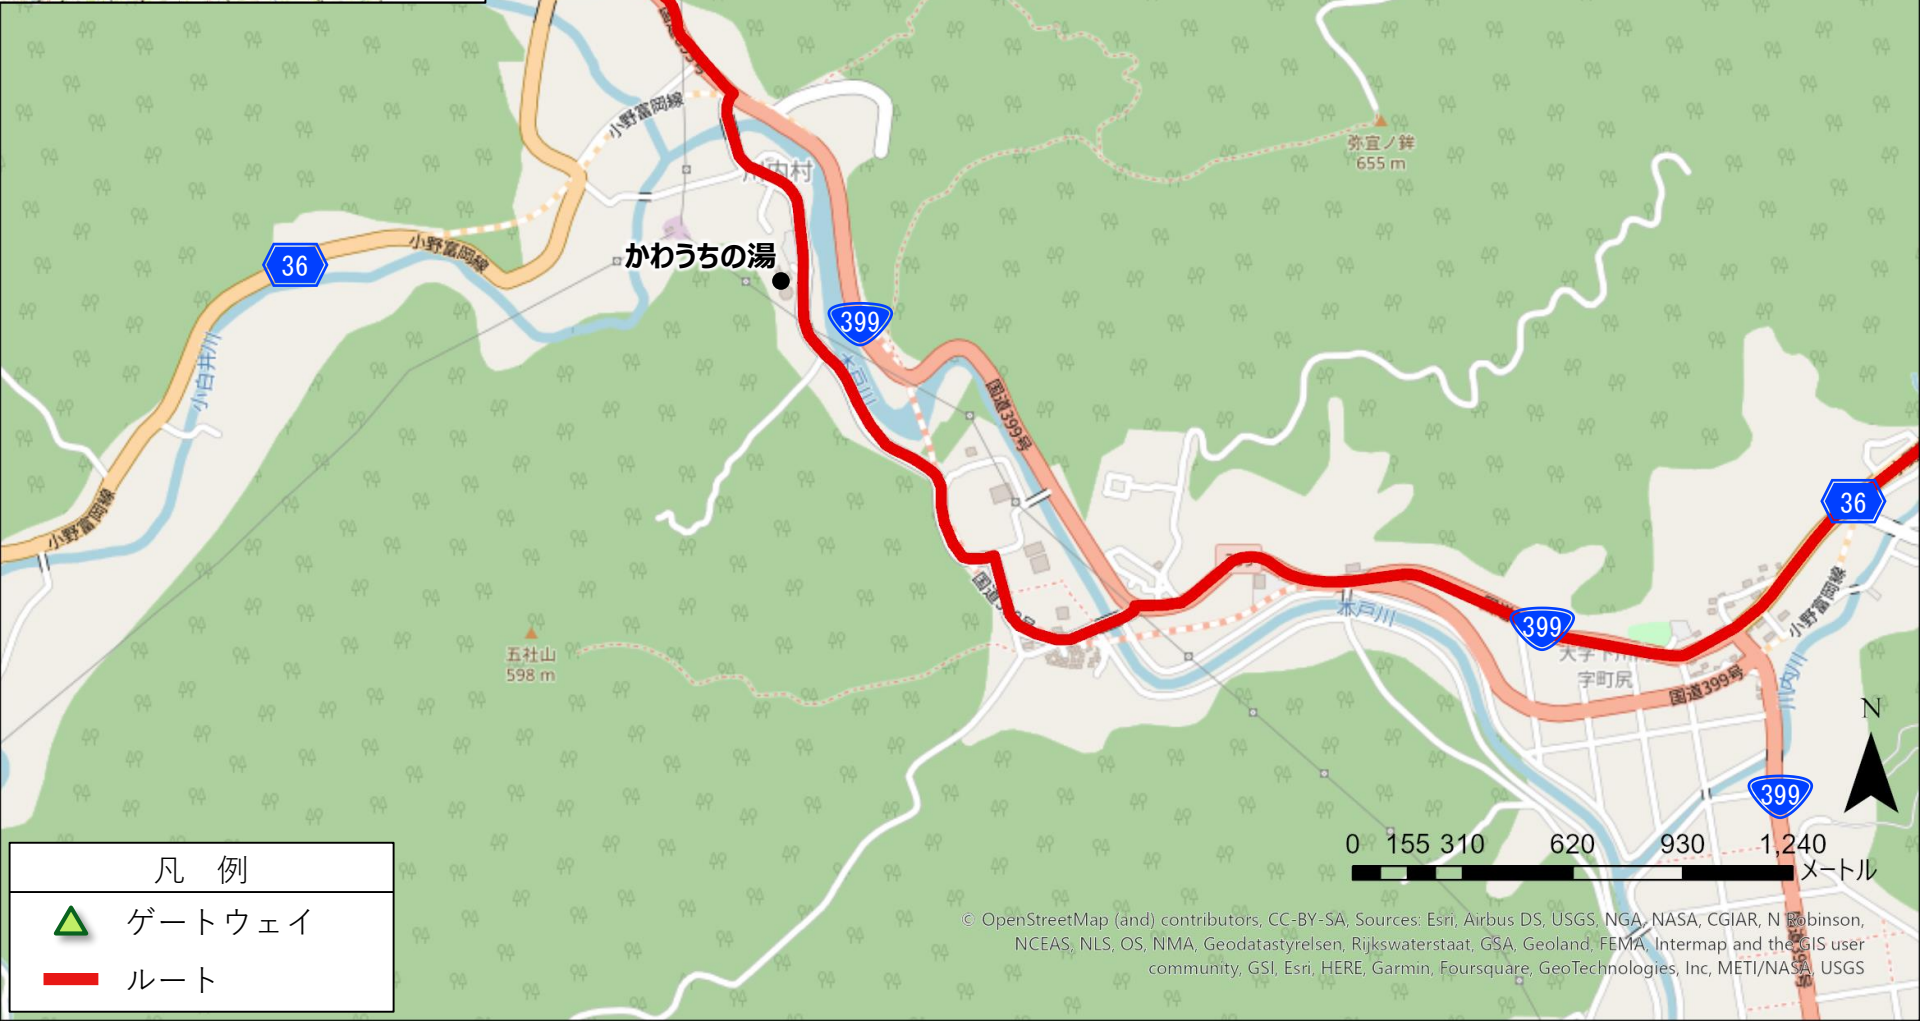 小野富岡線
川内村
弥宜ノ鉾
655 m
小野富岡線
かわうちの湯
36
399
小白井川
木戸川
国道399号
小野富岡線
36
五社山
598 m
木戸川
399
小野富岡線
字町尻
国道399号
川内川
N
399
0 155 310 620 930 1,240
メートル
凡 例
ゲートウェイ
ルート
© OpenStreetMap (and) contributors, CC-BY-SA, Sources: Esri, Airbus DS, USGS, NGA, NASA, CGIAR, N Robinson,
NCEAS, NLS, OS, NMA, Geodatastyrelsen, Rijkswaterstaat, GSA, Geoland, FEMA, Intermap and the GIS user
community, GSI, Esri, HERE, Garmin, Foursquare, GeoTechnologies, Inc, METI/NASA, USGS